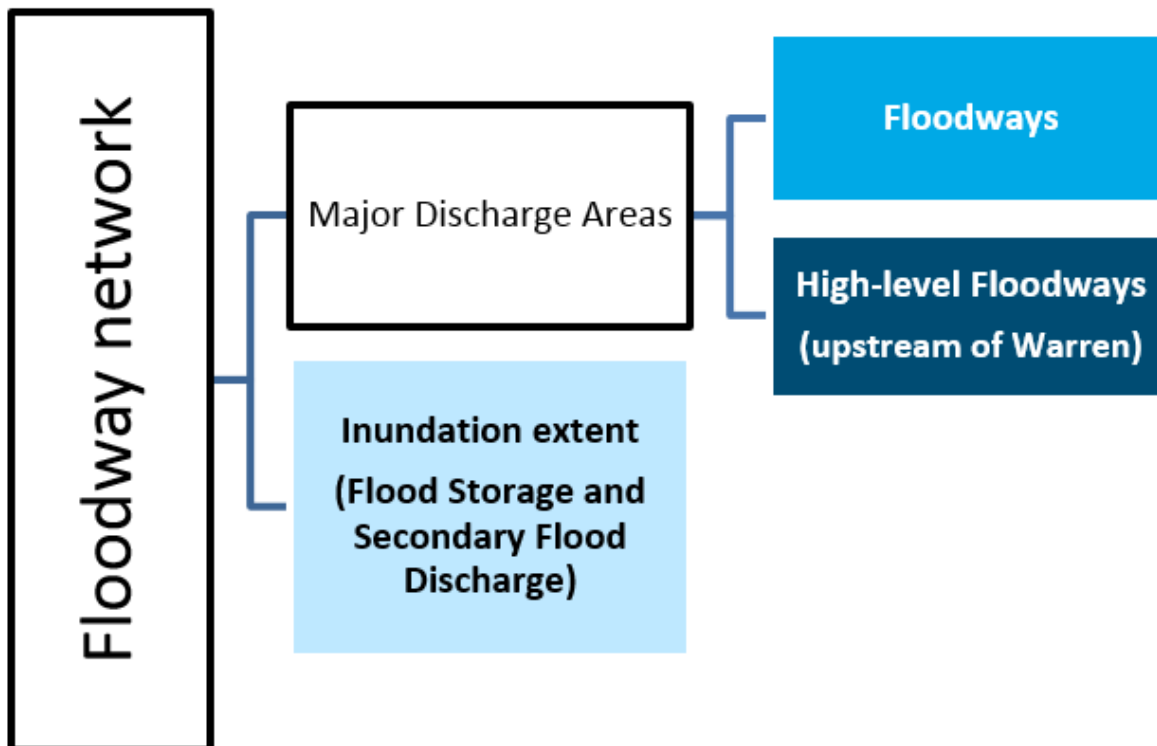 Floodway network
Major Discharge Areas
Floodways
High-level Floodways
(upstream of Warren)
Inundation extent
(Flood Storage and
Secondary Flood
Discharge)